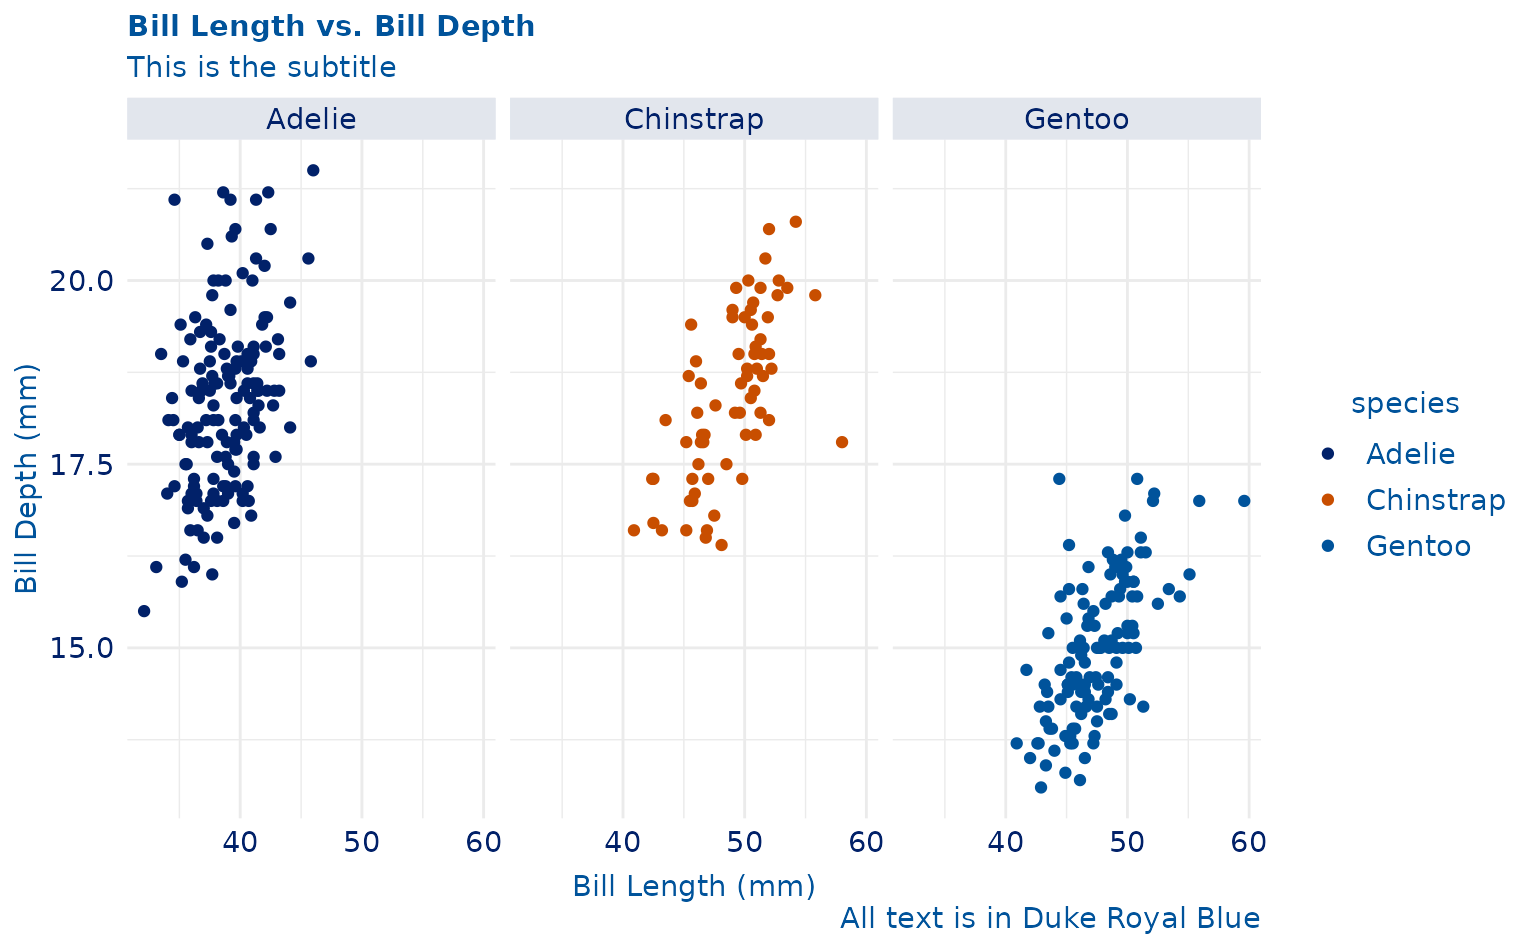 Bill Length vs. Bill Depth
This is the subtitle
Adelie
Chinstrap
Gentoo
20.0
17.5
15.0
Bill Depth (mm)
40
50
60
40
50
60
40
50
60
Bill Length (mm)
All text is in Duke Royal Blue
species
Adelie
Chinstrap
Gentoo